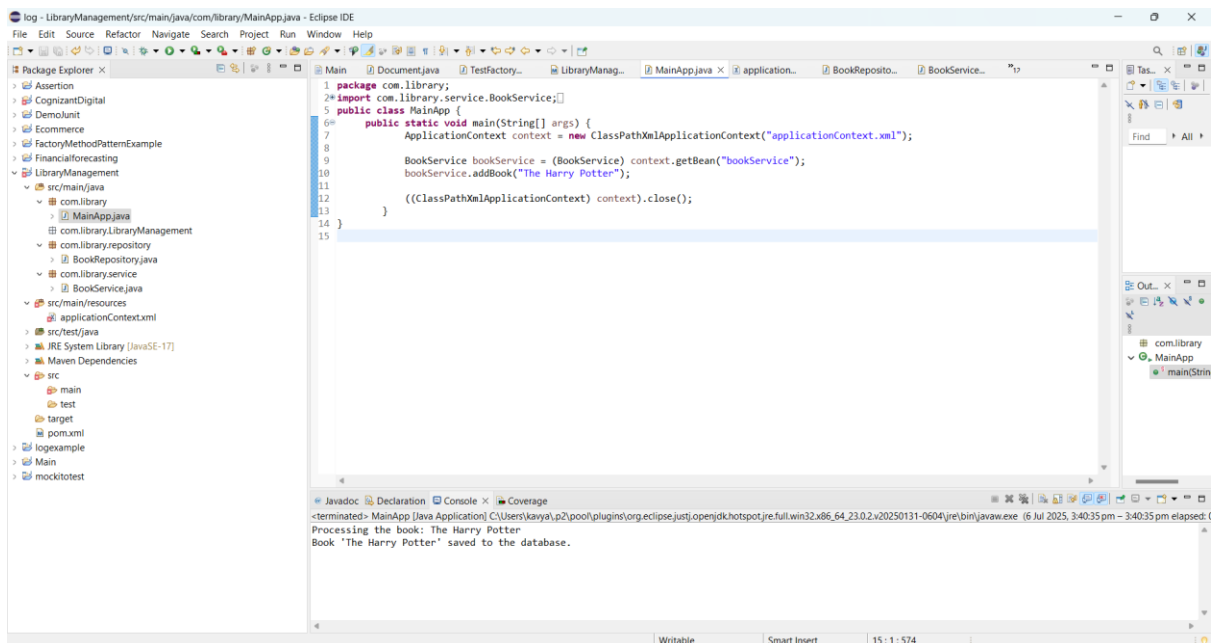 log - LibraryManagement/src/main/java/com/library/MainApp.java - Eclipse IDE
File Edit Source Refactor Navigate Search Project Run Window Help
Package Explorer
Assertion
CognizantDigital
DemoJunit
Ecommerce
FactoryMethodPatternExample
Financialforecasting
LibraryManagement
src/main/java
com.library
MainApp.java
com.library.LibraryManagement
com.library.repository
BookRepository.java
com.library.service
BookService.java
src/main/resources
applicationContext.xml
src/test/java
JRE System Library [JavaSE-17]
Maven Dependencies
src
main
test
target
pom.xml
logexample
Main
mockitotest
Main Document.java TestFactory... LibraryManag... MainApp.java application... BookReposito... BookService... »17
1 package com.library;
2 import com.library.service.BookService;
5 public class MainApp {
6 public static void main(String[] args) {
7 ApplicationContext context = new ClassPathXmlApplicationContext("applicationContext.xml");
8
9 BookService bookService = (BookService) context.getBean("bookService");
10 bookService.addBook("The Harry Potter");
11
12 ((ClassPathXmlApplicationContext) context).close();
13 }
14 }
15
Tas...
Find All
Out...
com.library
MainApp
main(Strin
Javadoc Declaration Console Coverage
<terminated> MainApp [Java Application] C:\Users\kavya\.p2\pool\plugins\org.eclipse.justj.openjdk.hotspot.jre.full.win32.x86_64_23.0.2.v20250131-0604\jre\bin\javaw.exe (6 Jul 2025, 3:40:35 pm – 3:40:35 pm elapsed: 0
Processing the book: The Harry Potter
Book 'The Harry Potter' saved to the database.
Writable Smart Insert 15 : 1 : 574